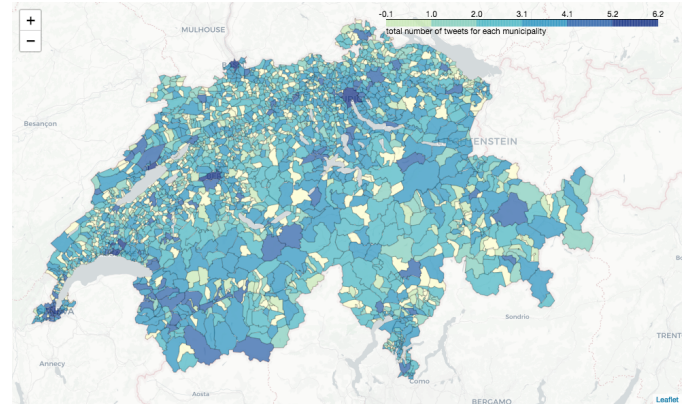 +
−
-0.1 1.0 2.0 3.1 4.1 5.2 6.2
total number of tweets for each municipality
MULHOUSE
Besançon
Annecy
Aosta
Como
BERGAMO
Sondrio
TRENT
Leaflet